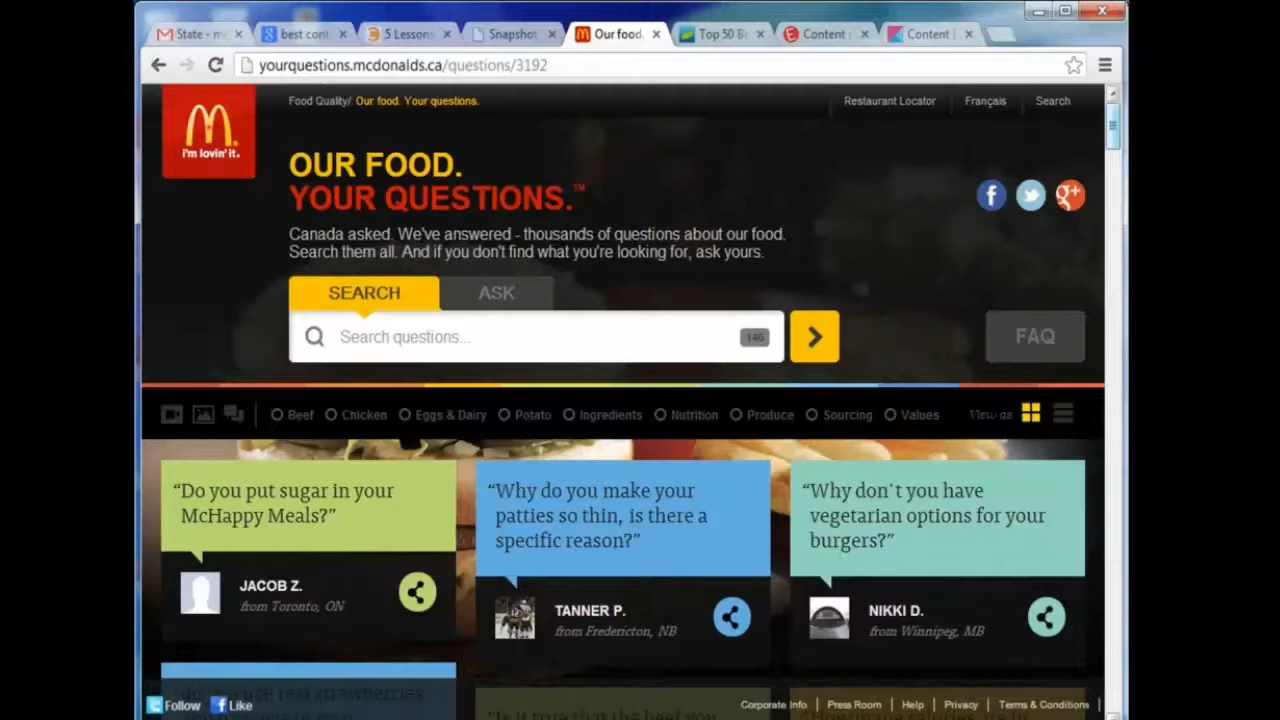 State - m
best cont
5 Lessons
Snapshot
Our food.
Top 50 B
Content
Content
yourquestions.mcdonalds.ca/questions/3192
Food Quality/ Our food. Your questions.
Restaurant Locator
Français
Search
i'm lovin' it.
OUR FOOD.
YOUR QUESTIONS.™
Canada asked. We've answered - thousands of questions about our food.
Search them all. And if you don't find what you're looking for, ask yours.
SEARCH
ASK
Search questions...
146
FAQ
Beef
Chicken
Eggs & Dairy
Potato
Ingredients
Nutrition
Produce
Sourcing
Values
View as
“Do you put sugar in your
McHappy Meals?”
JACOB Z.
from Toronto, ON
“Why do you make your
patties so thin, is there a
specific reason?”
TANNER P.
from Fredericton, NB
“Why don't you have
vegetarian options for your
burgers?”
NIKKI D.
from Winnipeg, MB
Follow
Like
Corporate Info
Press Room
Help
Privacy
Terms & Conditions